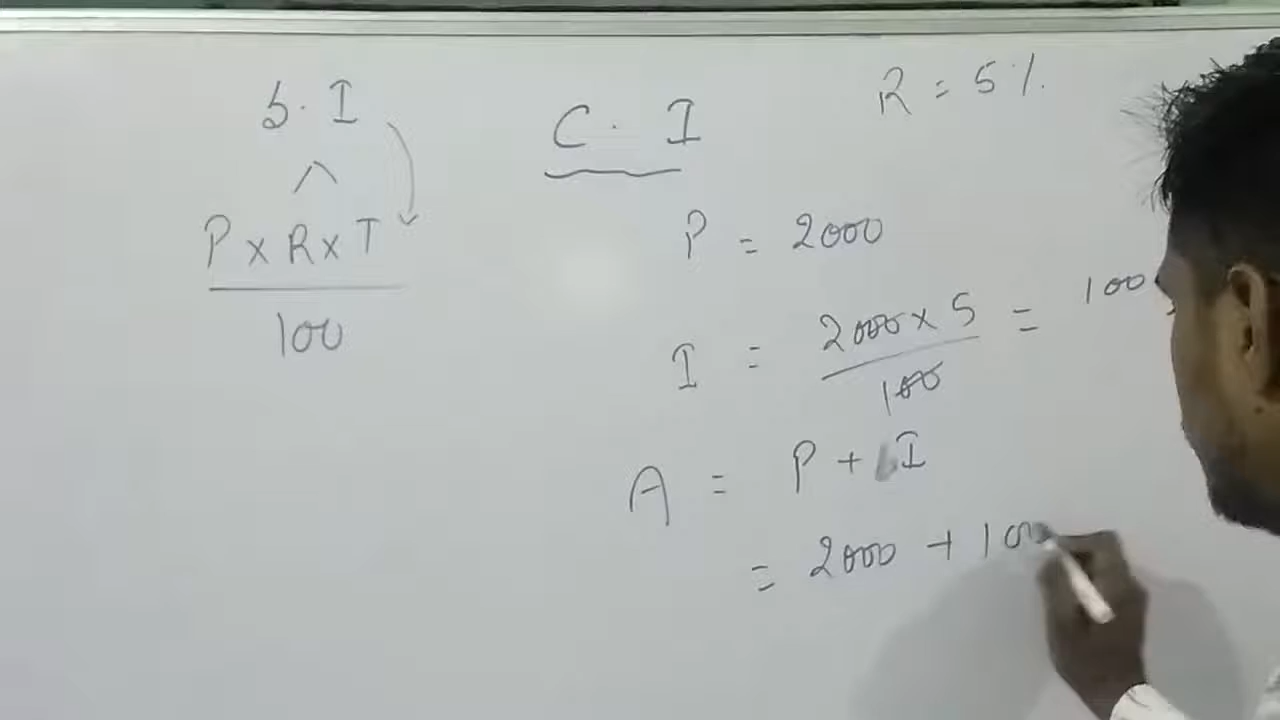 S. I
P x R x T
100
C. I
R = 5%.
P = 2000
I = 2000 x 5 = 100
100
A = P + I
= 2000 + 100